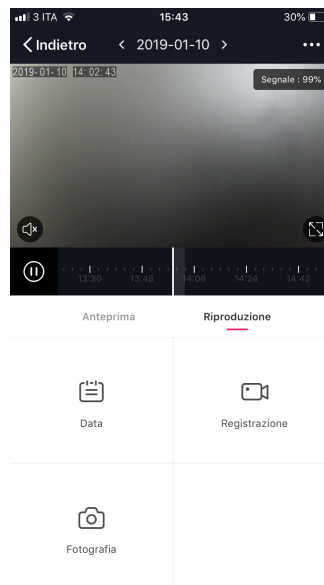 3 ITA 15:43 30%
Indietro 2019-01-10
2019-01-10 14:02:43
Segnale : 99%
13:30 13:48 14:06 14:24 14:42
Anteprima Riproduzione
Data Registrazione
Fotografia